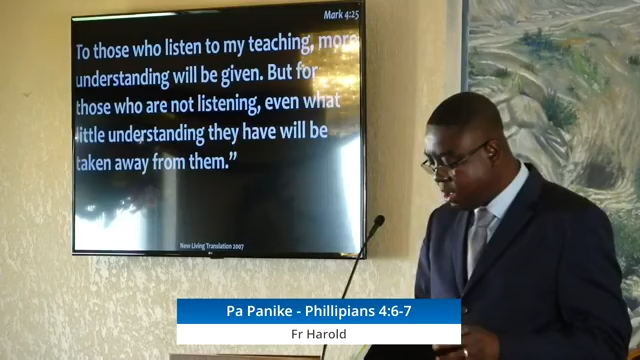 Mark 4:25
To those who listen to my teaching, more
understanding will be given. But for
those who are not listening, even what
little understanding they have will be
taken away from them.”
New Living Translation 2007
LG
Pa Panike - Phillipians 4:6-7
Fr Harold